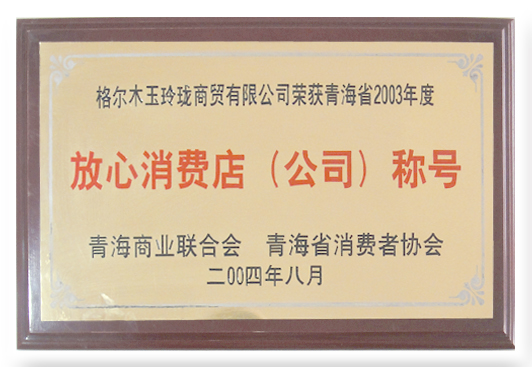 格尔木玉玲珑商贸有限公司荣获青海省2003年度
放心消费店（公司）称号
青海商业联合会 青海省消费者协会
二00四年八月